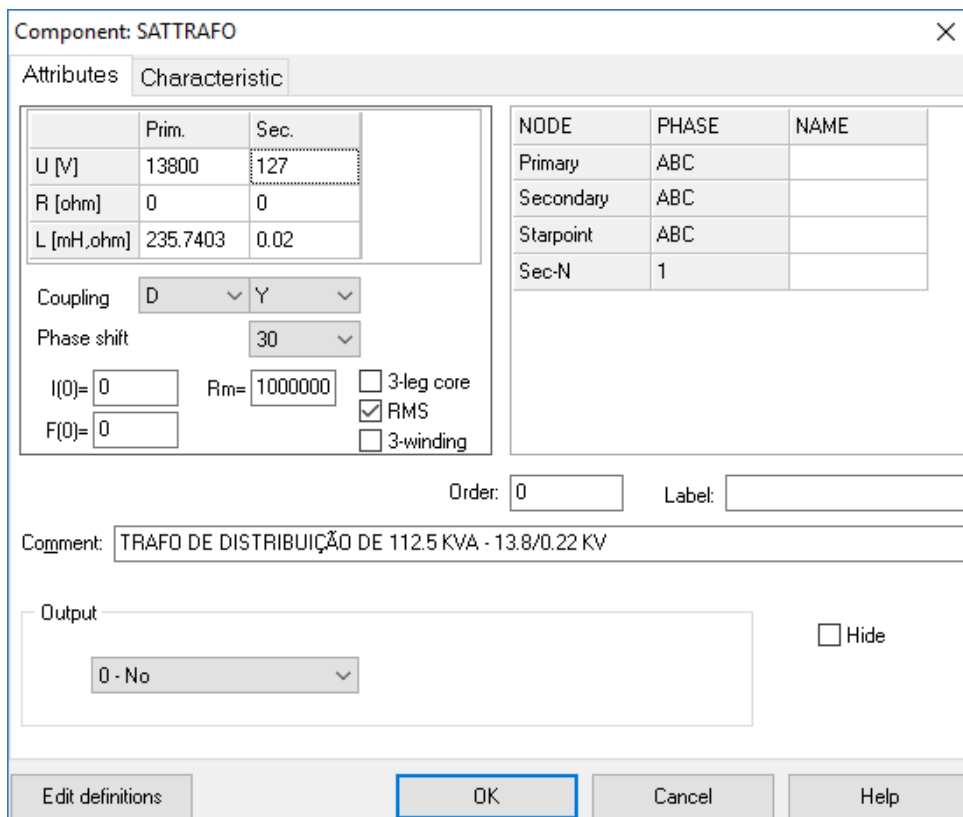 Component: SATTRAFO
Attributes Characteristic
Prim. Sec.
U [V] 13800 127
R [ohm] 0 0
L [mH,ohm] 235.7403 0.02
Coupling D Y
Phase shift 30
I(0)= 0 Rm= 1000000
F(0)= 0
3-leg core
RMS
3-winding
NODE PHASE NAME
Primary ABC
Secondary ABC
Starpoint ABC
Sec-N 1
Order: 0 Label:
Comment: TRAFO DE DISTRIBUIÇÃO DE 112.5 KVA - 13.8/0.22 KV
Output
0 - No
Hide
Edit definitions OK Cancel Help